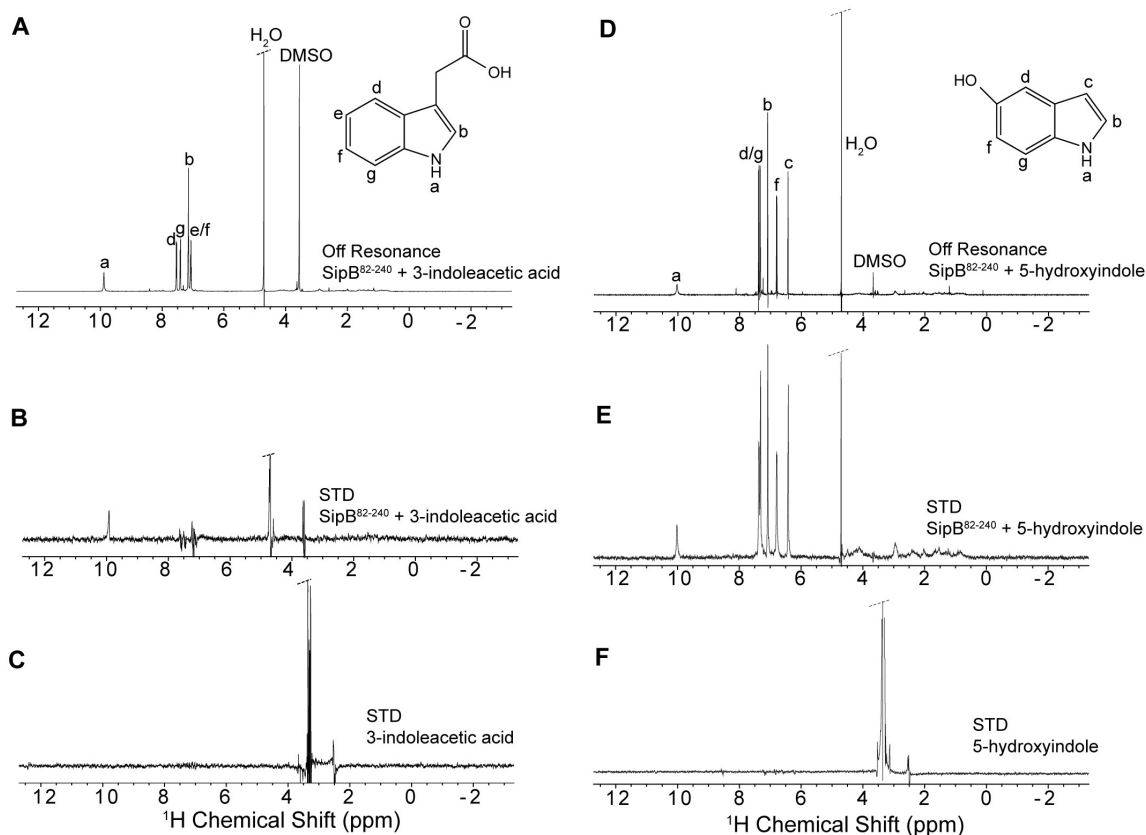 A
H₂O
DMSO
O
OH
d
e
f
g
b
N
H
a
b
d
g
e/f
a
Off Resonance
SipB⁸²⁻²⁴⁰ + 3-indoleacetic acid
12 10 8 6 4 2 0 -2
B
STD
SipB⁸²⁻²⁴⁰ + 3-indoleacetic acid
12 10 8 6 4 2 0 -2
C
STD
3-indoleacetic acid
12 10 8 6 4 2 0 -2
¹H Chemical Shift (ppm)
D
HO
d
c
b
f
g
N
H
a
b
d/g
f
c
H₂O
DMSO
a
Off Resonance
SipB⁸²⁻²⁴⁰ + 5-hydroxyindole
12 10 8 6 4 2 0 -2
E
STD
SipB⁸²⁻²⁴⁰ + 5-hydroxyindole
12 10 8 6 4 2 0 -2
F
STD
5-hydroxyindole
12 10 8 6 4 2 0 -2
¹H Chemical Shift (ppm)